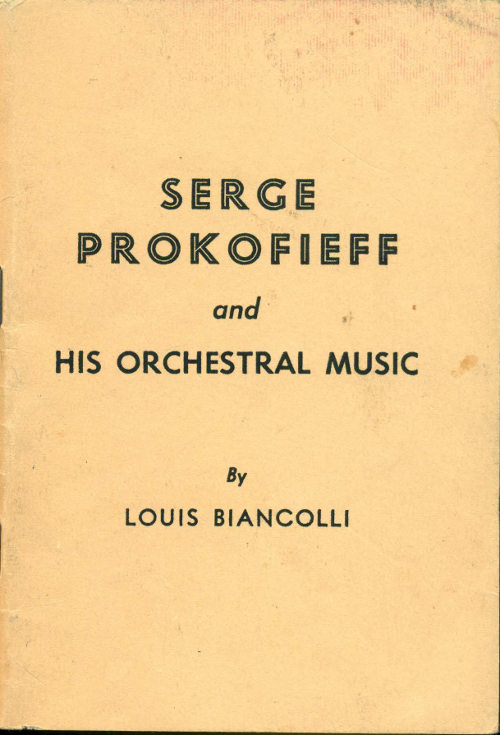 SERGE
PROKOFIEFF
and
HIS ORCHESTRAL MUSIC
By
LOUIS BIANCOLLI